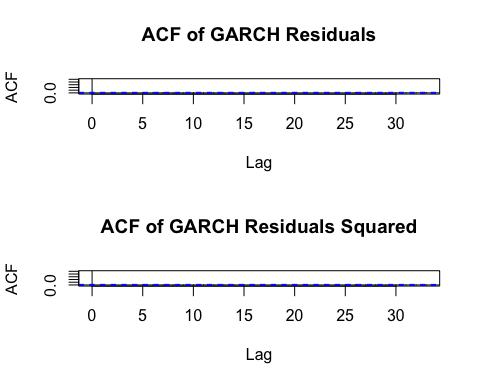 ACF of GARCH Residuals
ACF
0.0
0 5 10 15 20 25 30
Lag
ACF of GARCH Residuals Squared
ACF
0.0
0 5 10 15 20 25 30
Lag